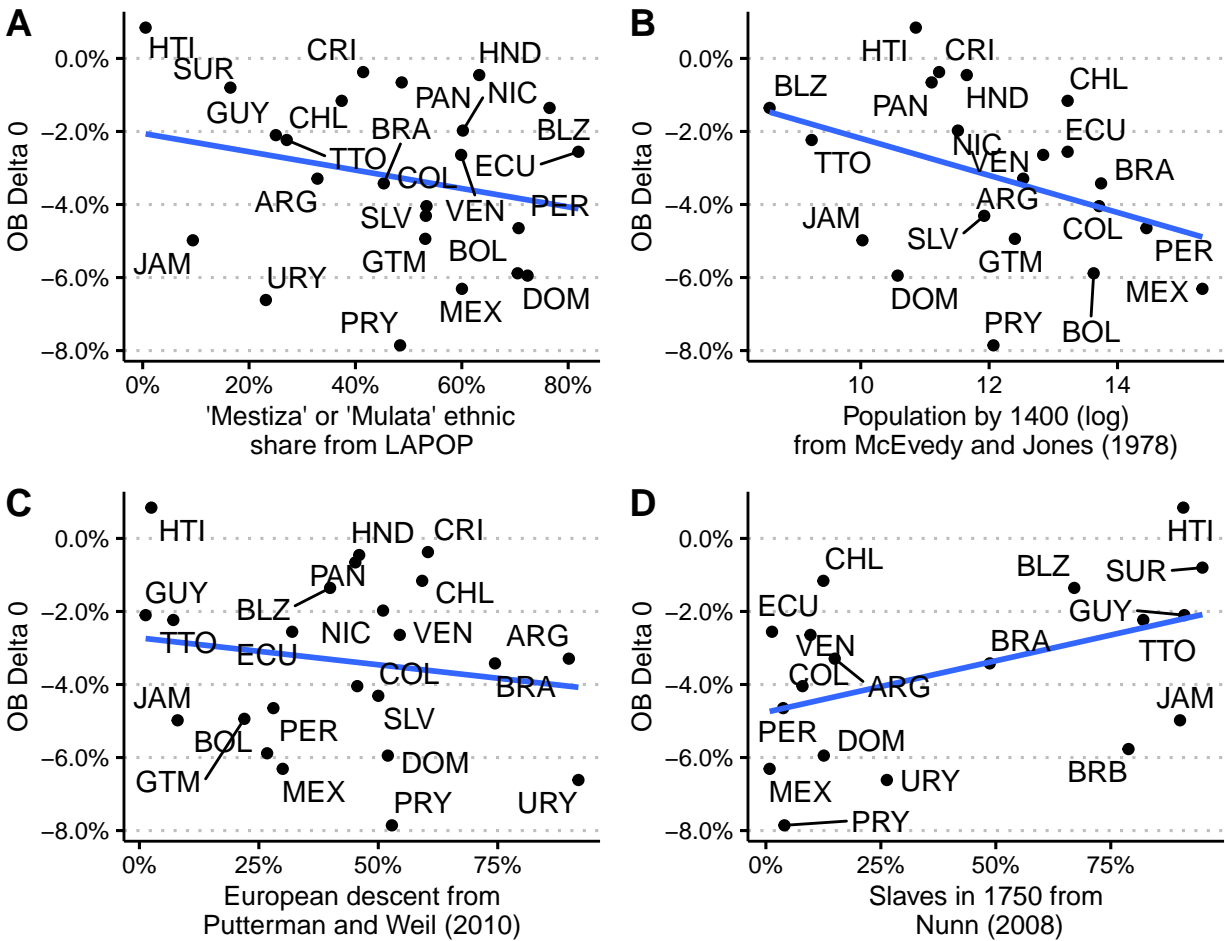 A
OB Delta 0
0.0%
−2.0%
−4.0%
−6.0%
−8.0%
HTI
SUR
CRI
HND
PAN
NIC
GUY
CHL
BRA
BLZ
TTO
ECU
COL
ARG
VEN
PER
SLV
JAM
GTM
BOL
URY
MEX
DOM
PRY
0%
20%
40%
60%
80%
'Mestiza' or 'Mulata' ethnic
share from LAPOP
B
OB Delta 0
0.0%
−2.0%
−4.0%
−6.0%
−8.0%
HTI
CRI
BLZ
CHL
PAN
HND
ECU
NIC
TTO
VEN
BRA
ARG
JAM
SLV
COL
GTM
PER
DOM
MEX
PRY
BOL
10
12
14
Population by 1400 (log)
from McEvedy and Jones (1978)
C
OB Delta 0
0.0%
−2.0%
−4.0%
−6.0%
−8.0%
HTI
HND
CRI
PAN
GUY
CHL
BLZ
NIC
VEN
ARG
TTO
ECU
COL
BRA
JAM
SLV
BOL
PER
DOM
GTM
MEX
PRY
URY
0%
25%
50%
75%
European descent from
Putterman and Weil (2010)
D
OB Delta 0
0.0%
−2.0%
−4.0%
−6.0%
−8.0%
HTI
CHL
BLZ
SUR
ECU
GUY
VEN
BRA
TTO
COL
ARG
JAM
PER
DOM
BRB
MEX
URY
PRY
0%
25%
50%
75%
Slaves in 1750 from
Nunn (2008)